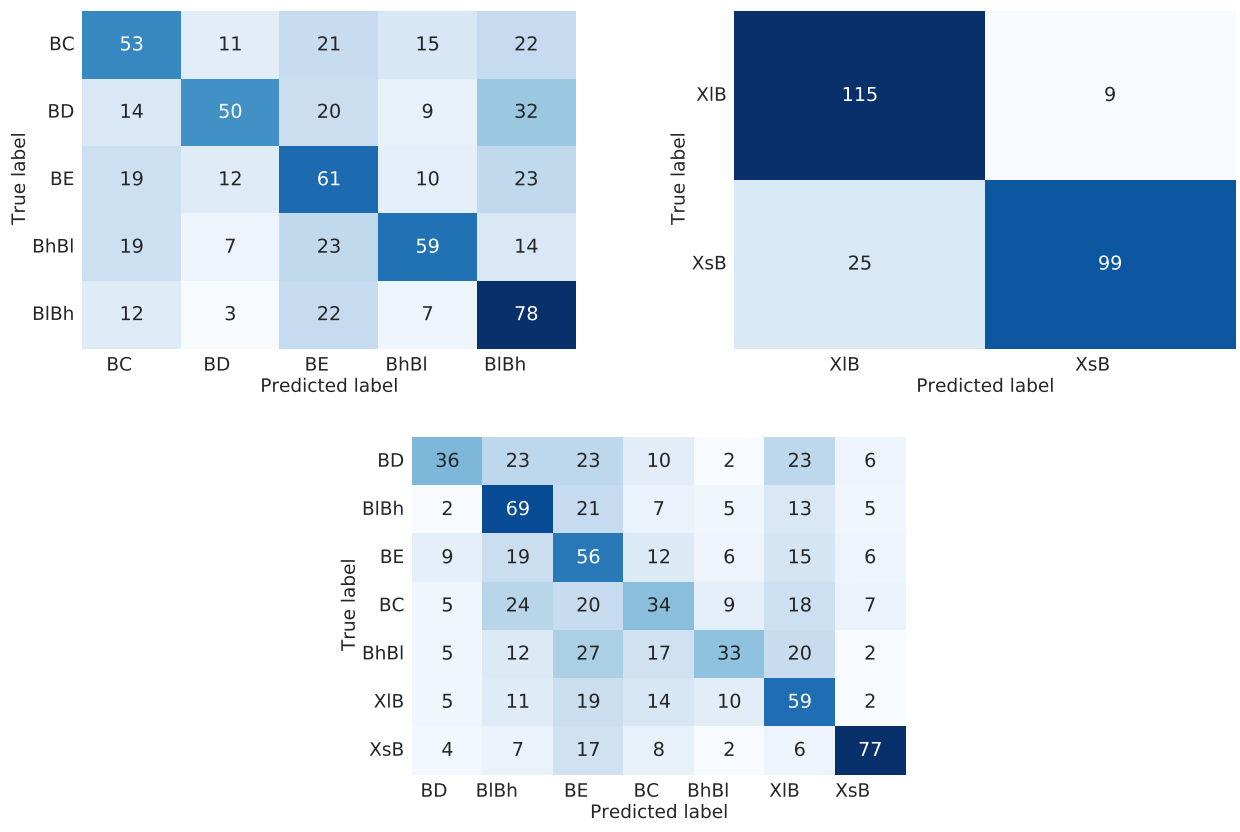 True label
BC 53 11 21 15 22
BD 14 50 20 9 32
BE 19 12 61 10 23
BhBl 19 7 23 59 14
BlBh 12 3 22 7 78
BC BD BE BhBl BlBh
Predicted label
True label
XlB 115 9
XsB 25 99
XlB XsB
Predicted label
True label
BD 36 23 23 10 2 23 6
BlBh 2 69 21 7 5 13 5
BE 9 19 56 12 6 15 6
BC 5 24 20 34 9 18 7
BhBl 5 12 27 17 33 20 2
XlB 5 11 19 14 10 59 2
XsB 4 7 17 8 2 6 77
BD BlBh BE BC BhBl XlB XsB
Predicted label